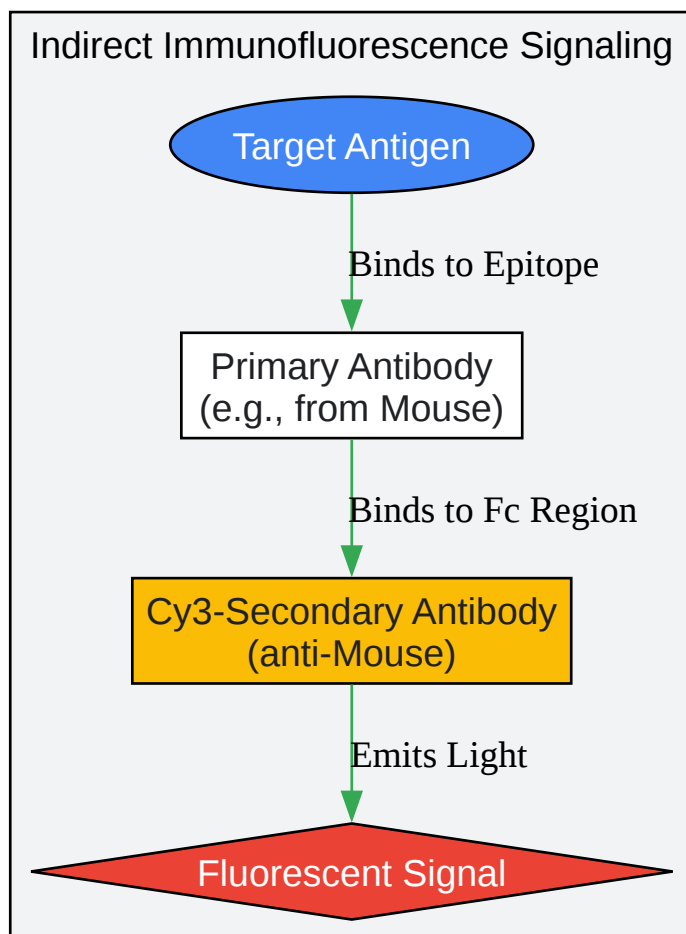 Indirect Immunofluorescence Signaling
Target Antigen
Binds to Epitope
Primary Antibody
(e.g., from Mouse)
Binds to Fc Region
Cy3-Secondary Antibody
(anti-Mouse)
Emits Light
Fluorescent Signal